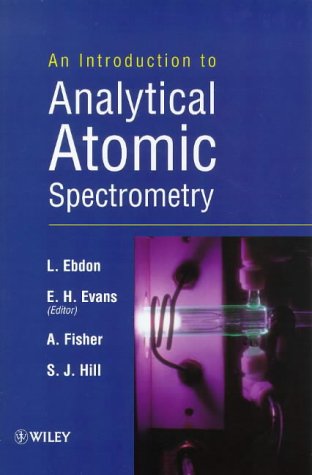 An Introduction to
Analytical
Atomic
Spectrometry
L. Ebdon
E. H. Evans
(Editor)
A. Fisher
S. J. Hill
WILEY